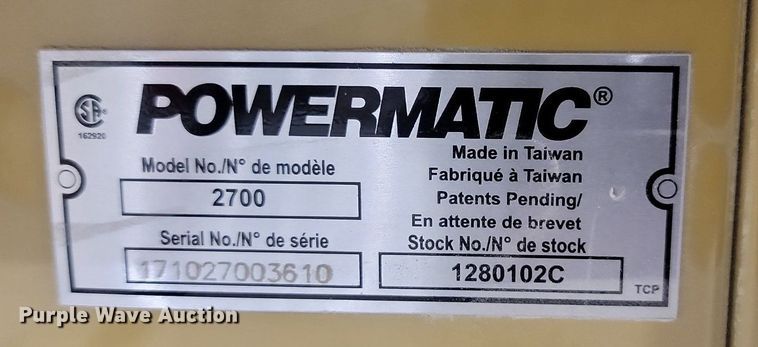 POWERMATIC®
162920
Model No./N° de modèle
2700
Serial No./N° de série
171027003610
Made in Taiwan
Fabriqué à Taiwan
Patents Pending/
En attente de brevet
Stock No./N° de stock
1280102C
TCP
Purple Wave Auction